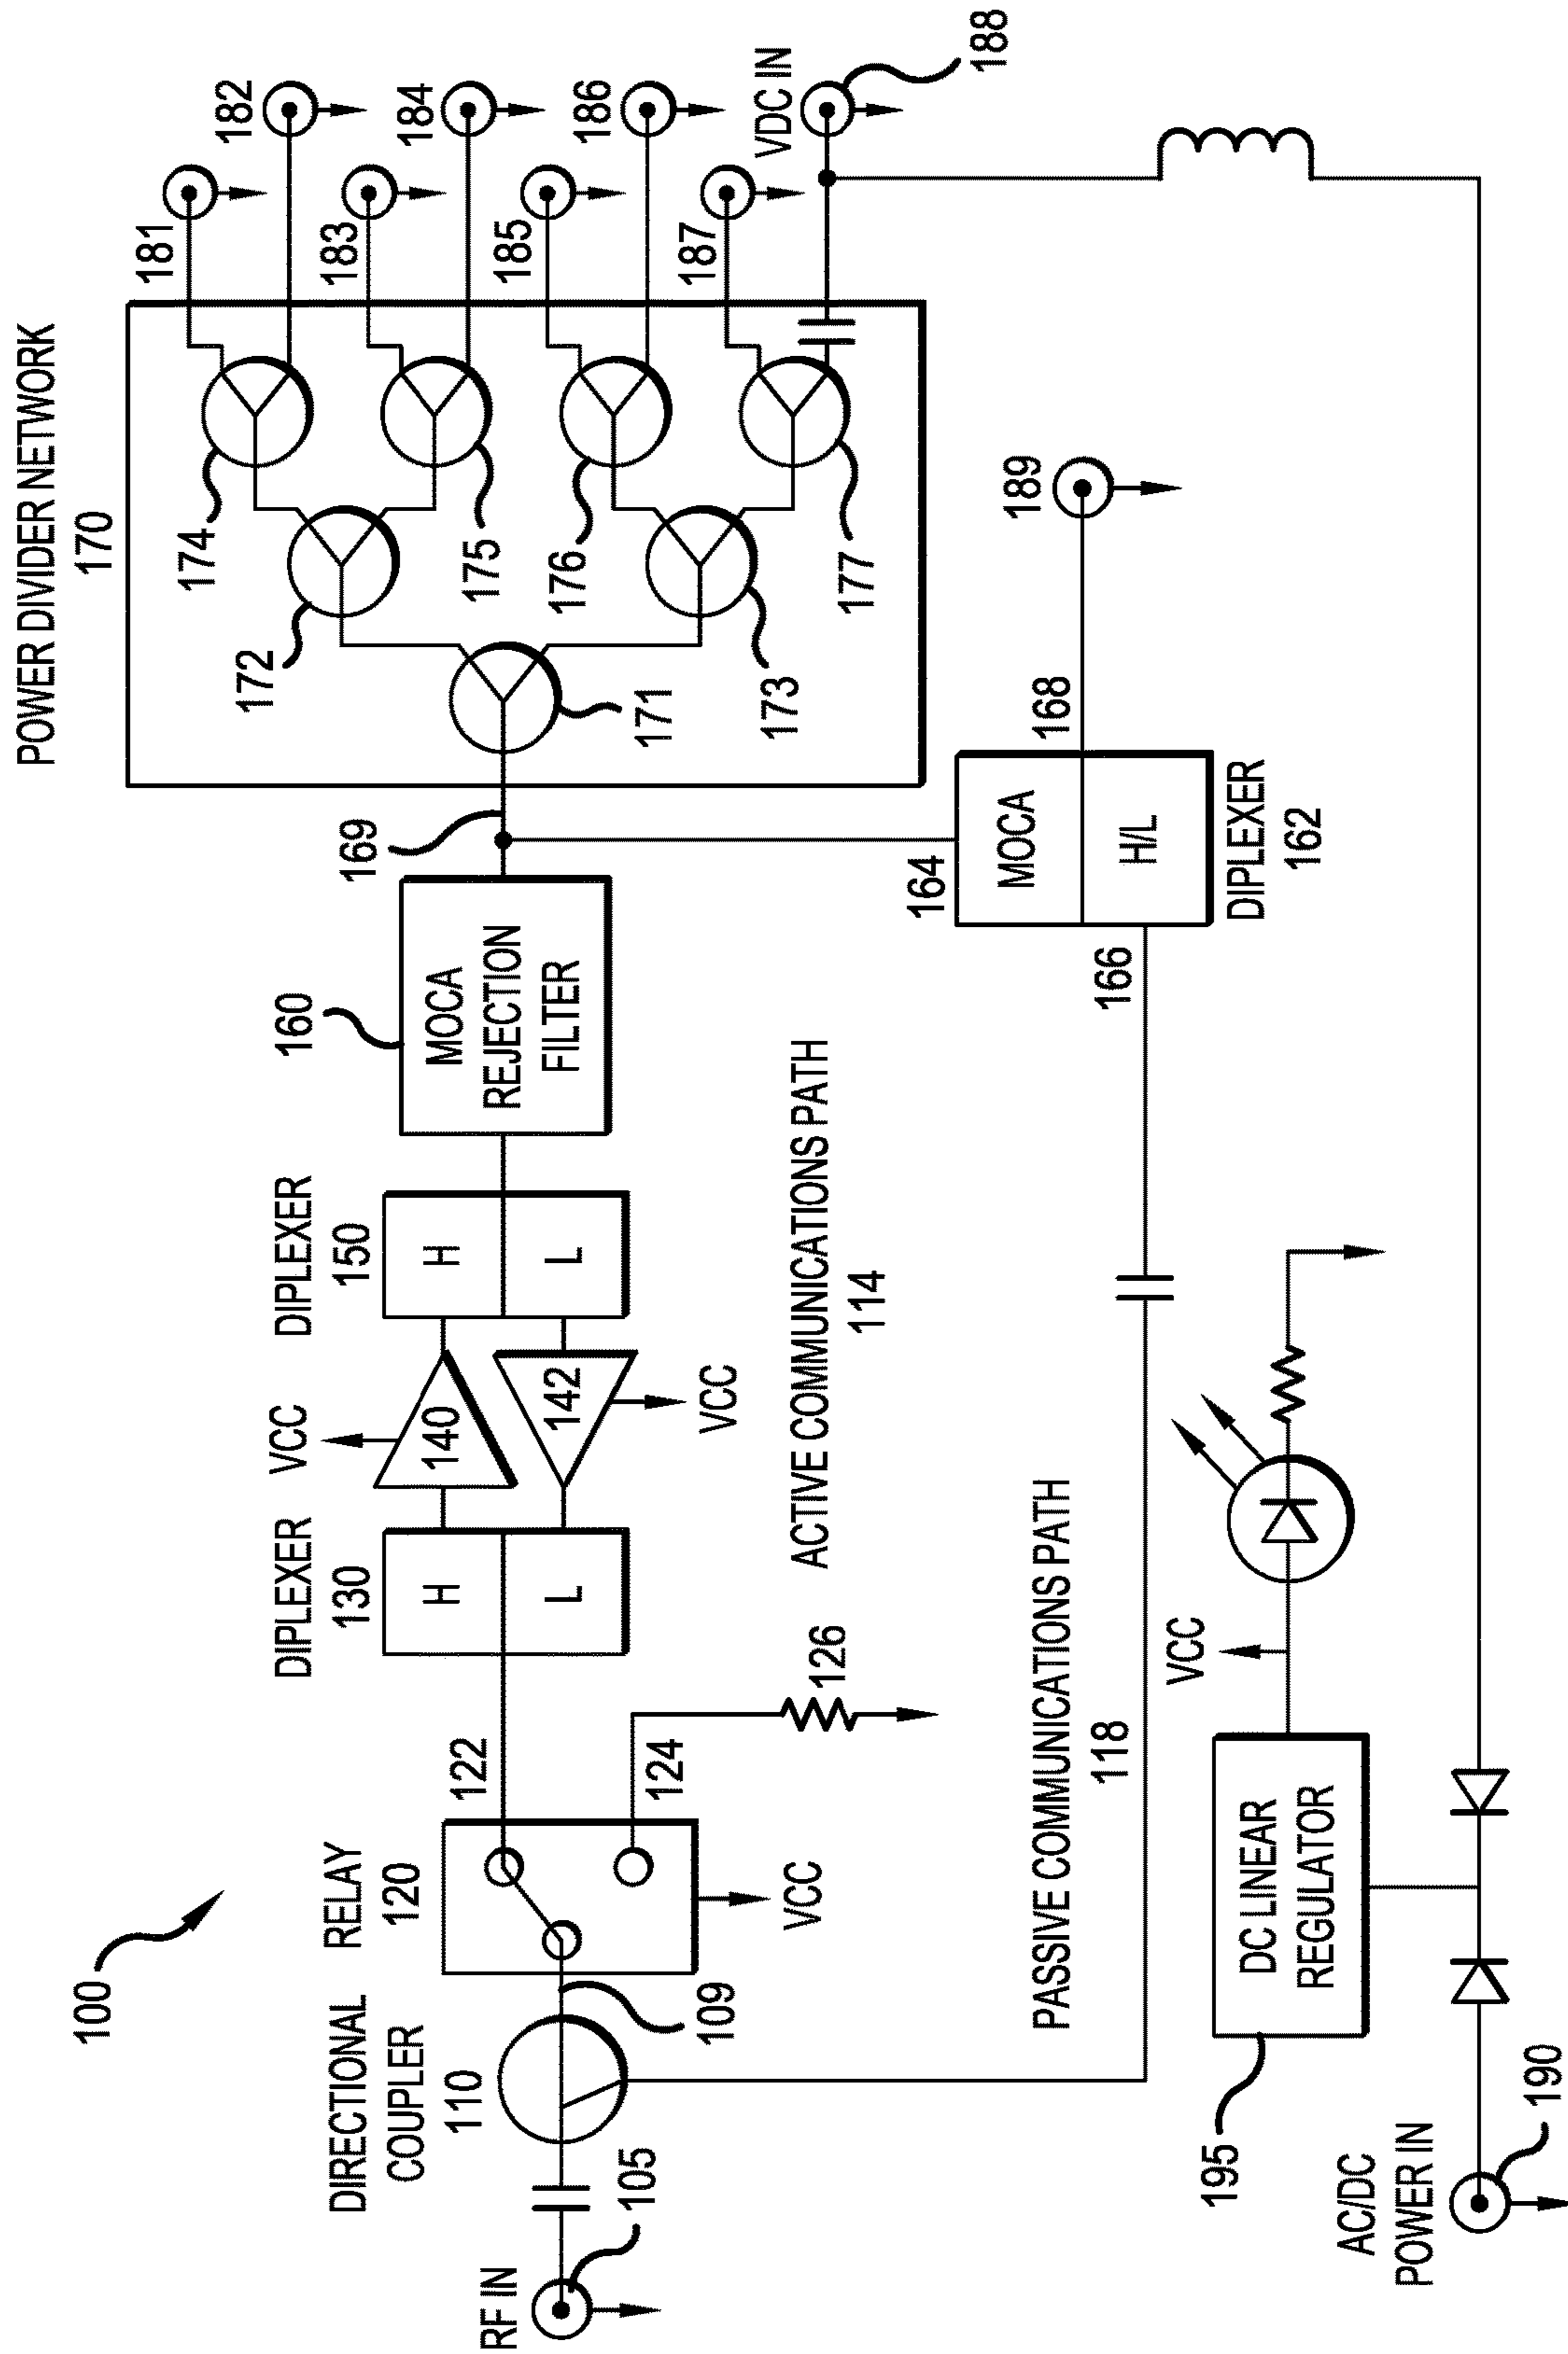 100
POWER DIVIDER NETWORK
170
181
182
183
184
185
186
187
VDC IN
188
174
175
176
177
172
173
171
169
DIRECTIONAL
COUPLER
110
RELAY
120
DIPLEXER
130
H
L
VCC
140
142
VCC
DIPLEXER
150
H
L
160
MOCA
REJECTION
FILTER
RF IN
105
109
122
124
126
VCC
ACTIVE COMMUNICATIONS PATH
114
164
MOCA
H/L
166
168
189
DIPLEXER
162
PASSIVE COMMUNICATIONS PATH
118
VCC
DC LINEAR
REGULATOR
195
AC/DC
POWER IN
190